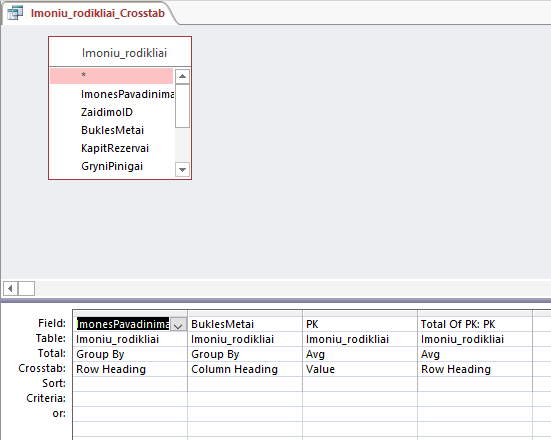 Imoniu_rodikliai_Crosstab
Imoniu_rodikliai
*
ImonesPavadinima
ZaidimoID
BuklesMetai
KapitRezervai
GryniPinigai
Field: ImonesPavadinima BuklesMetai PK Total Of PK: PK
Table: Imoniu_rodikliai Imoniu_rodikliai Imoniu_rodikliai Imoniu_rodikliai
Total: Group By Group By Avg Avg
Crosstab: Row Heading Column Heading Value Row Heading
Sort:
Criteria:
or: